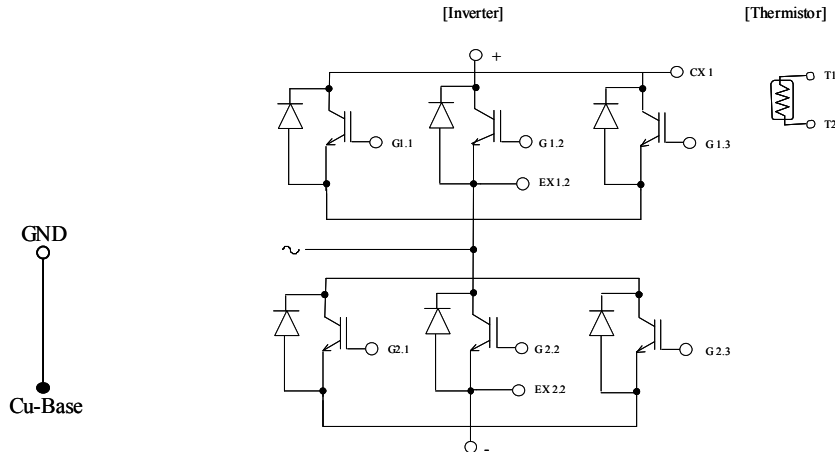 [Inverter]
[Thermistor]
+
CX 1
T1
T2
G1.1
G 1.2
G 1.3
EX 1.2
GND
~
G2.1
G 2.2
G 2.3
Cu-Base
EX 2.2
-